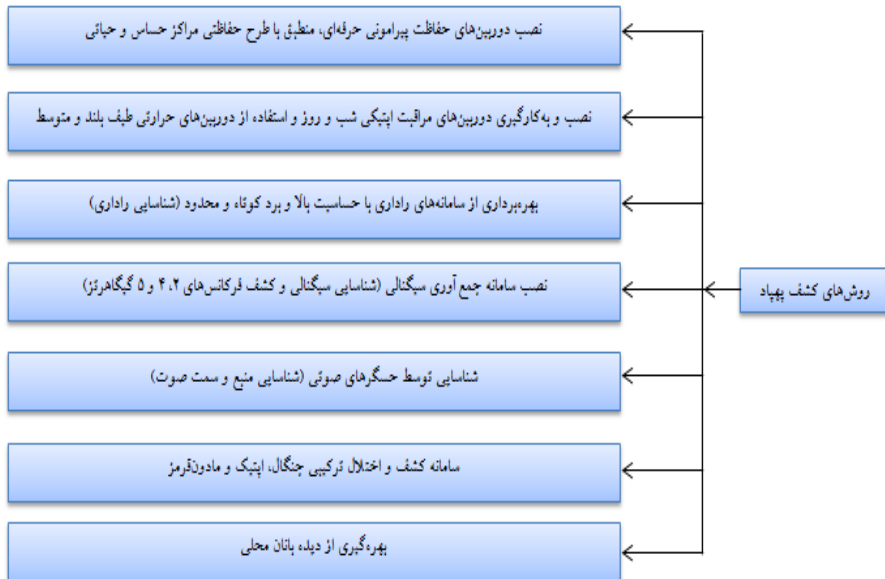 نصب دوربین‌های حفاظت پیرامونی حرفه‌ای، منطبق با طرح حفاظتی مراکز حساس و حیاتی
نصب و به‌کارگیری دوربین‌های مراقبت اپتیکی شب و روز و استفاده از دوربین‌های حرارتی طیف بلند و متوسط
بهره‌برداری از سامانه‌های راداری با حساسیت بالا و برد کوتاه و محدود (شناسایی راداری)
نصب سامانه جمع آوری سیگنالی (شناسایی سیگنالی و کشف فرکانس‌های ۲، ۴ و ۵ گیگاهرتز)
روش‌های کشف پهپاد
شناسایی توسط حسگرهای صوتی (شناسایی منبع و سمت صوت)
سامانه کشف و اختلال ترکیبی جنگال، اپتیک و مادون‌قرمز
بهره‌گیری از دیده بانان محلی